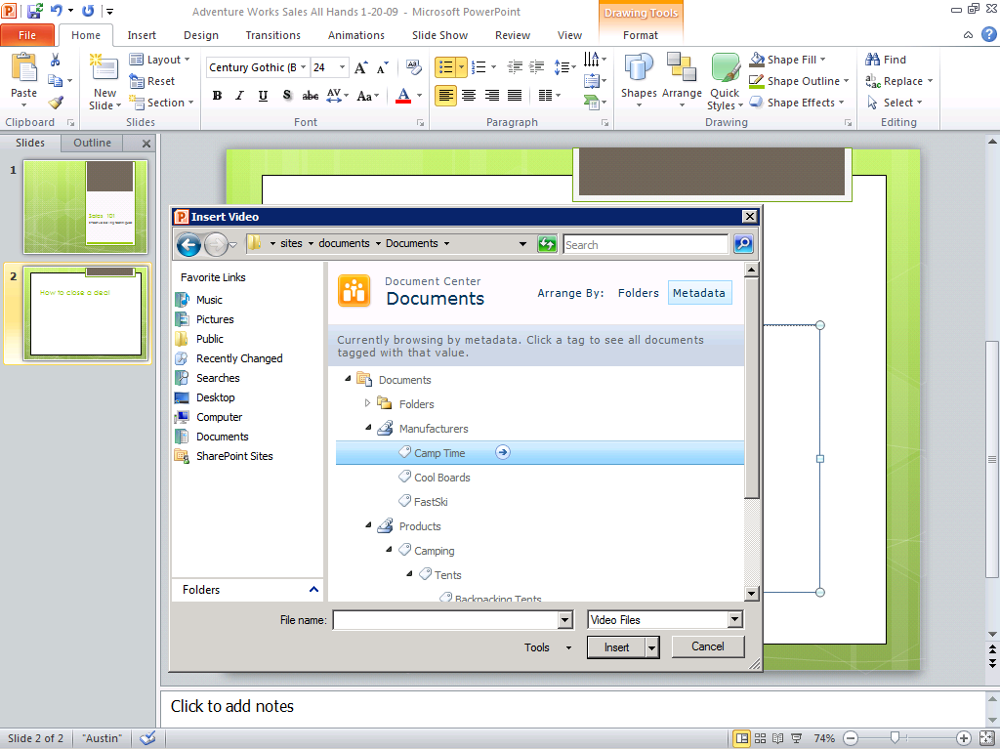 Adventure Works Sales All Hands 1-20-09 - Microsoft PowerPoint
Drawing Tools
File Home Insert Design Transitions Animations Slide Show Review View Format
Paste
New Slide
Layout
Reset
Section
Century Gothic (B 24
B I U S abc AV Aa A
Shapes Arrange Quick Styles
Shape Fill
Shape Outline
Shape Effects
Find
Replace
Select
Clipboard Slides Font Paragraph Drawing Editing
Slides Outline
1
Sales 101
2
How to close a deal
Insert Video
sites documents Documents
Search
Favorite Links
Music
Pictures
Public
Recently Changed
Searches
Desktop
Computer
Documents
SharePoint Sites
Folders
Document Center
Documents
Arrange By: Folders Metadata
Currently browsing by metadata. Click a tag to see all documents
tagged with that value.
Documents
Folders
Manufacturers
Camp Time
Cool Boards
FastSki
Products
Camping
Tents
Backpacking Tents
File name:
Video Files
Tools Insert Cancel
Click to add notes
Slide 2 of 2 "Austin" 74%